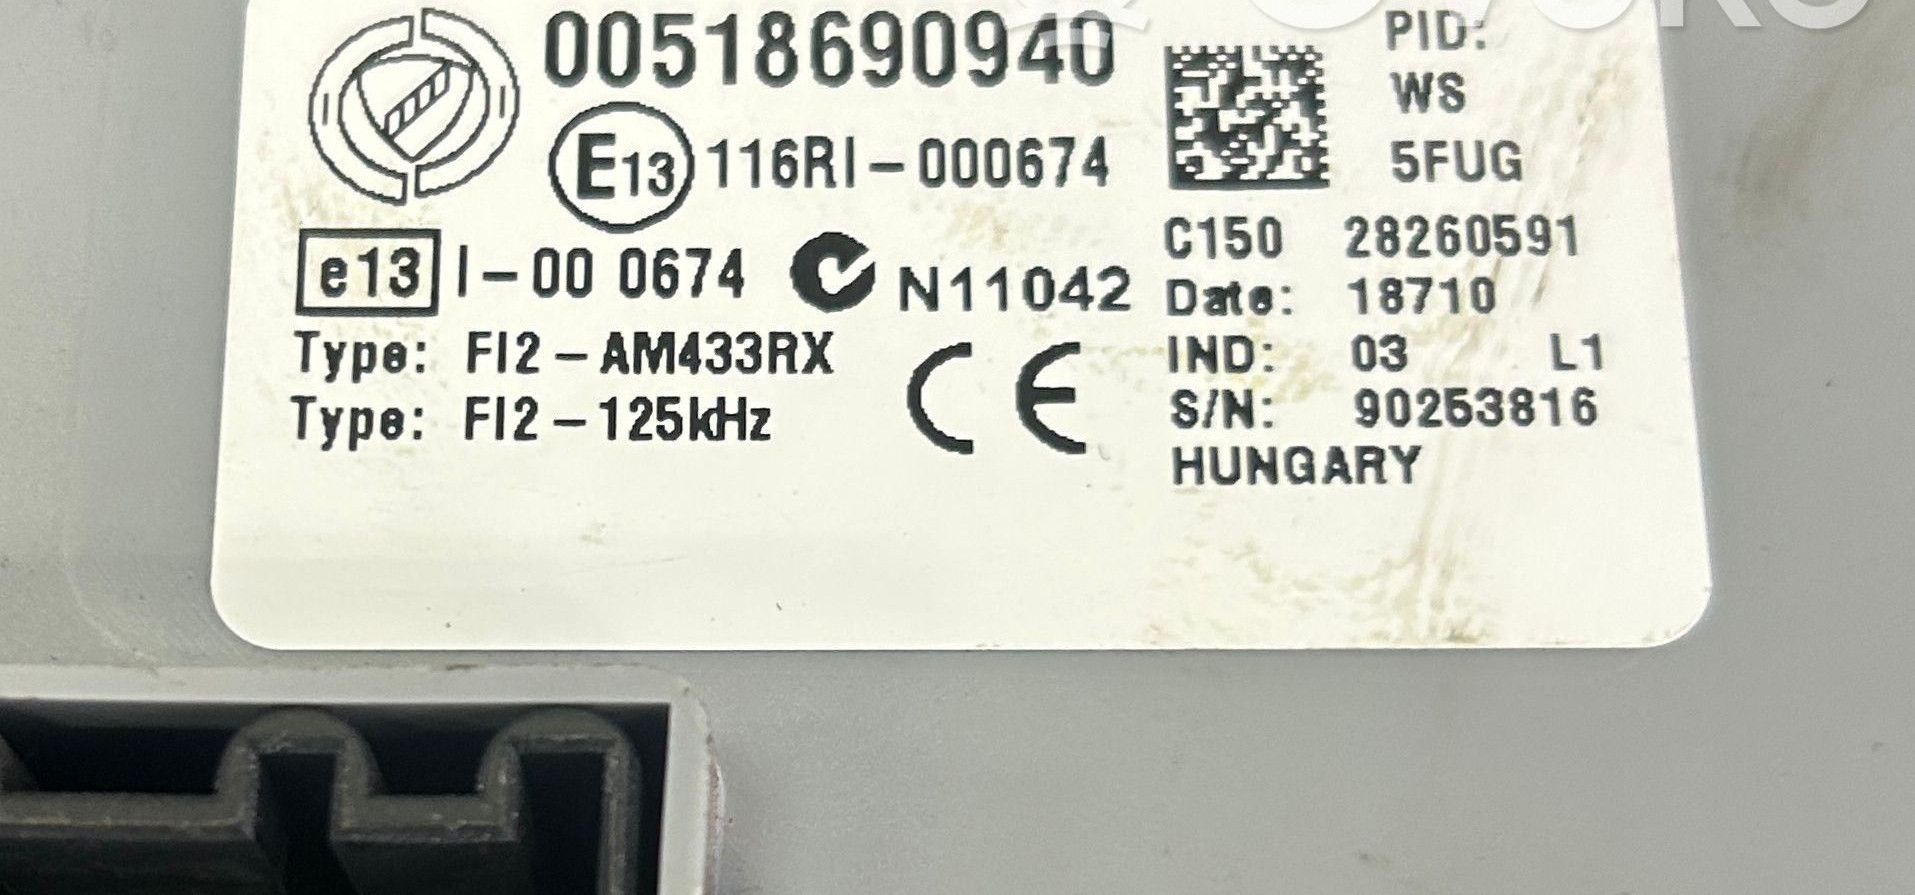 00518690940
E13 116RI-000674
e13 I-00 0674 N11042
Type: FI2-AM433RX
Type: FI2-125kHz
CE
PID:
WS
5FUG
C150 28260591
Date: 18710
IND: 03 L1
S/N: 90253816
HUNGARY